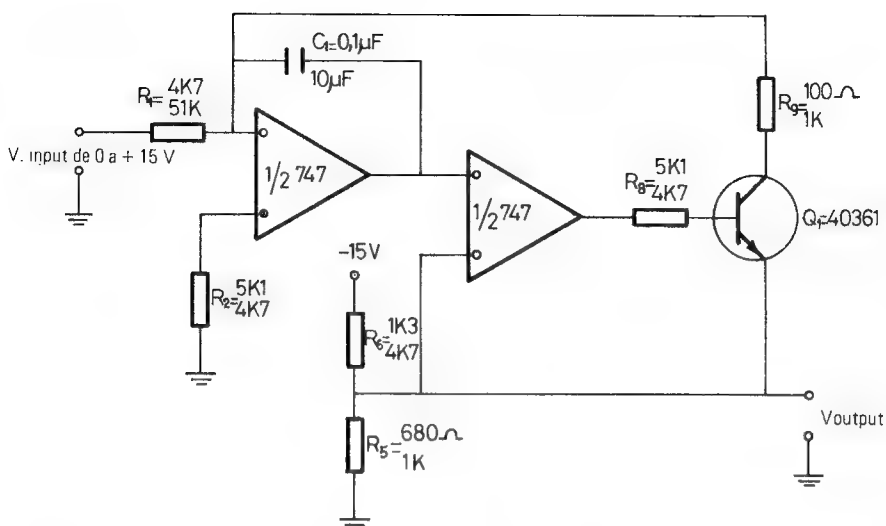 C₁=0,1µF
10µF
R₁= 4K7
51K
V. input de 0 a + 15 V
1/2 747
R₂= 5K1
4K7
-15V
R₆= 1K3
4K7
R₅= 680Ω
1K
1/2 747
R₈= 5K1
4K7
R₉= 100Ω
1K
Q₁=40361
Voutput